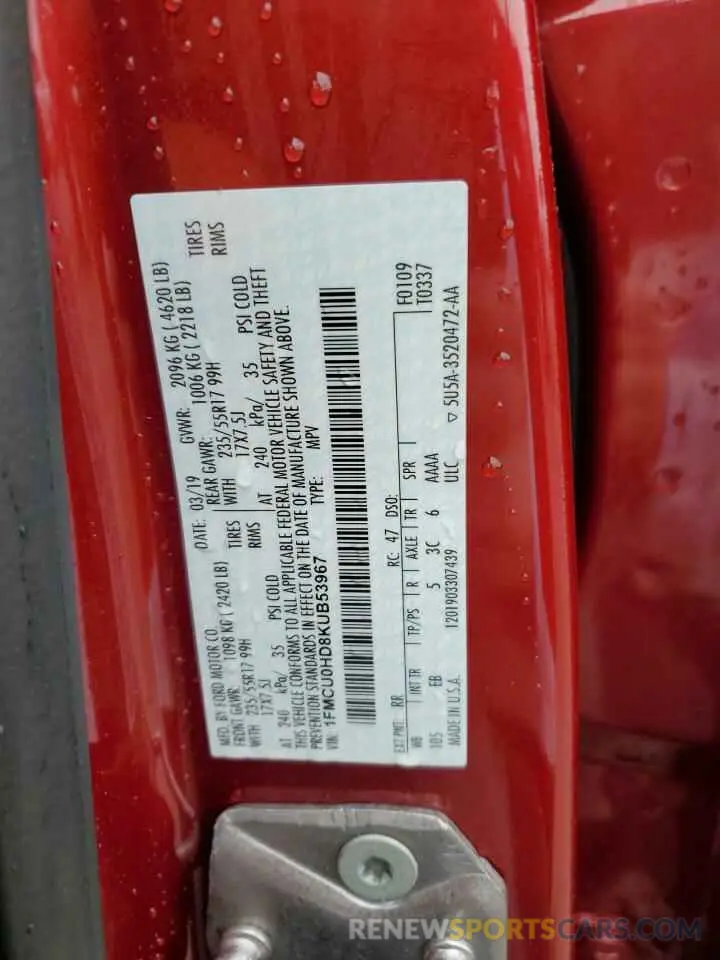 MFD. BY FORD MOTOR CO.
DATE: 03/19 GVWR: 2096 KG ( 4620 LB)
FRONT GAWR: 1098 KG ( 2420 LB) REAR GAWR: 1006 KG ( 2218 LB)
WITH 235/55R17 99H TIRES WITH 235/55R17 99H TIRES
17X7.5J RIMS 17X7.5J RIMS
AT 240 kPa/ 35 PSI COLD AT 240 kPa/ 35 PSI COLD
THIS VEHICLE CONFORMS TO ALL APPLICABLE FEDERAL MOTOR VEHICLE SAFETY AND THEFT
PREVENTION STANDARDS IN EFFECT ON THE DATE OF MANUFACTURE SHOWN ABOVE.
VIN: 1FMCU0HD8KUB53967 TYPE: MPV
EXT PNT: RR RC: 47 DSO: F0109
WB INT TR TP/PS R AXLE TR SPR T0337
105 EB 5 3C 6 AAAA
MADE IN U.S.A. 1201903307439 ULC ▽ 5U5A-3520472-AA
RENEWSPORTSCARS.COM